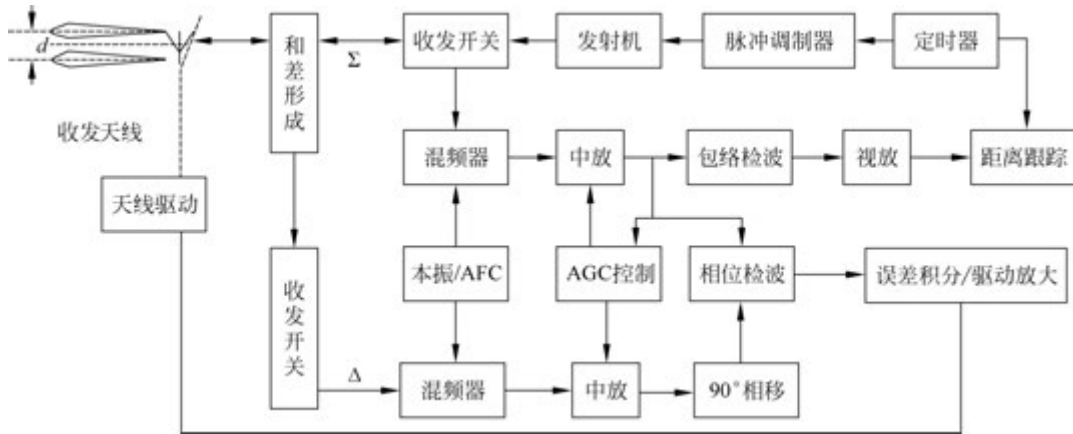 d
收发天线
天线驱动
和差形成
Σ
收发开关
发射机
脉冲调制器
定时器
混频器
中放
包络检波
视放
距离跟踪
收发开关
本振/AFC
AGC控制
相位检波
误差积分/驱动放大
Δ
混频器
中放
90°相移